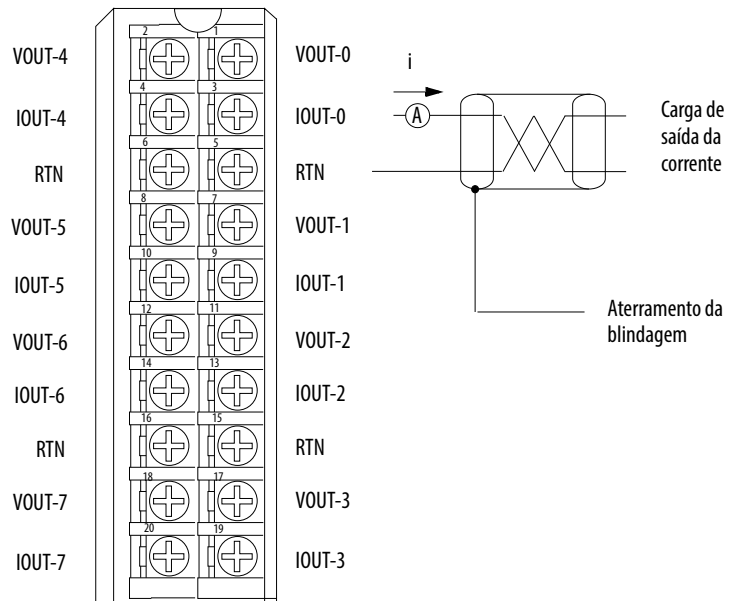 2 1
VOUT-4 VOUT-0
i
4 3
IOUT-4 IOUT-0 A
Carga de
saída da
corrente
6 5
RTN RTN
8 7
VOUT-5 VOUT-1
10 9
IOUT-5 IOUT-1
12 11
VOUT-6 VOUT-2
Aterramento da
blindagem
14 13
IOUT-6 IOUT-2
16 15
RTN RTN
18 17
VOUT-7 VOUT-3
20 19
IOUT-7 IOUT-3